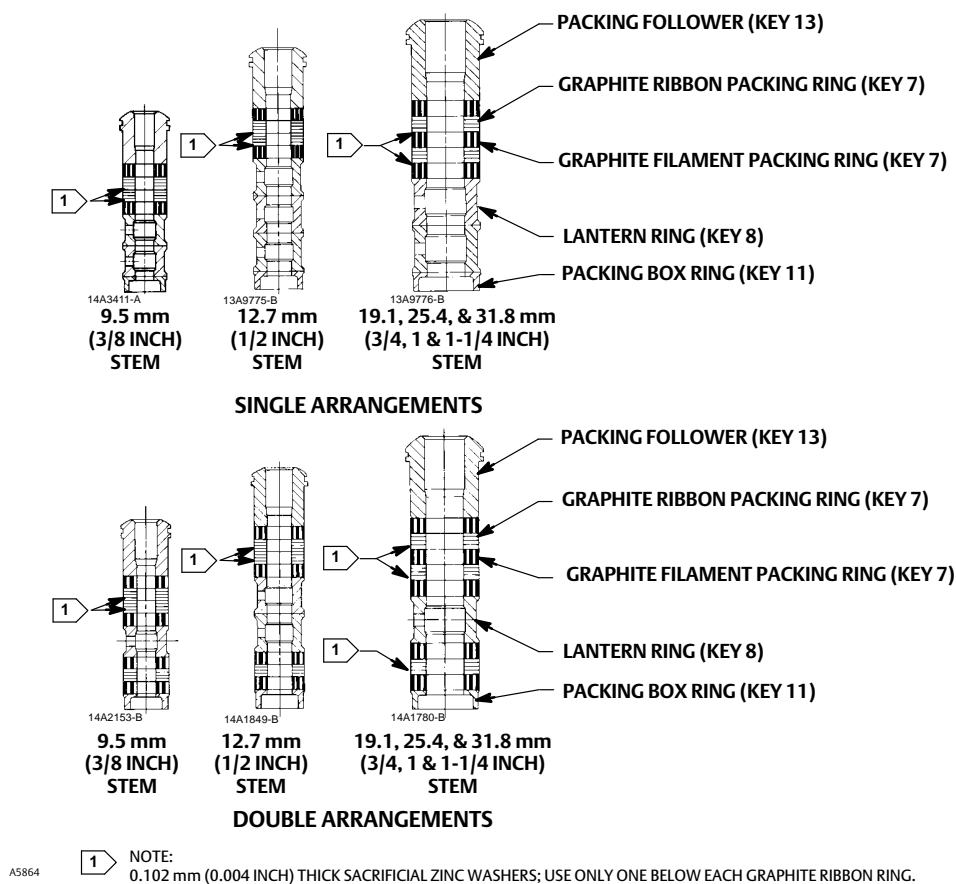 PACKING FOLLOWER (KEY 13)
GRAPHITE RIBBON PACKING RING (KEY 7)
1
1
1
GRAPHITE FILAMENT PACKING RING (KEY 7)
1
LANTERN RING (KEY 8)
PACKING BOX RING (KEY 11)
14A3411-A
13A9775-B
13A9776-B
9.5 mm
(3/8 INCH)
STEM
12.7 mm
(1/2 INCH)
STEM
19.1, 25.4, & 31.8 mm
(3/4, 1 & 1-1/4 INCH)
STEM
SINGLE ARRANGEMENTS
PACKING FOLLOWER (KEY 13)
GRAPHITE RIBBON PACKING RING (KEY 7)
1
1
GRAPHITE FILAMENT PACKING RING (KEY 7)
1
LANTERN RING (KEY 8)
1
PACKING BOX RING (KEY 11)
14A2153-B
14A1849-B
14A1780-B
9.5 mm
(3/8 INCH)
STEM
12.7 mm
(1/2 INCH)
STEM
19.1, 25.4, & 31.8 mm
(3/4, 1 & 1-1/4 INCH)
STEM
DOUBLE ARRANGEMENTS
1
NOTE:
0.102 mm (0.004 INCH) THICK SACRIFICIAL ZINC WASHERS; USE ONLY ONE BELOW EACH GRAPHITE RIBBON RING.
A5864